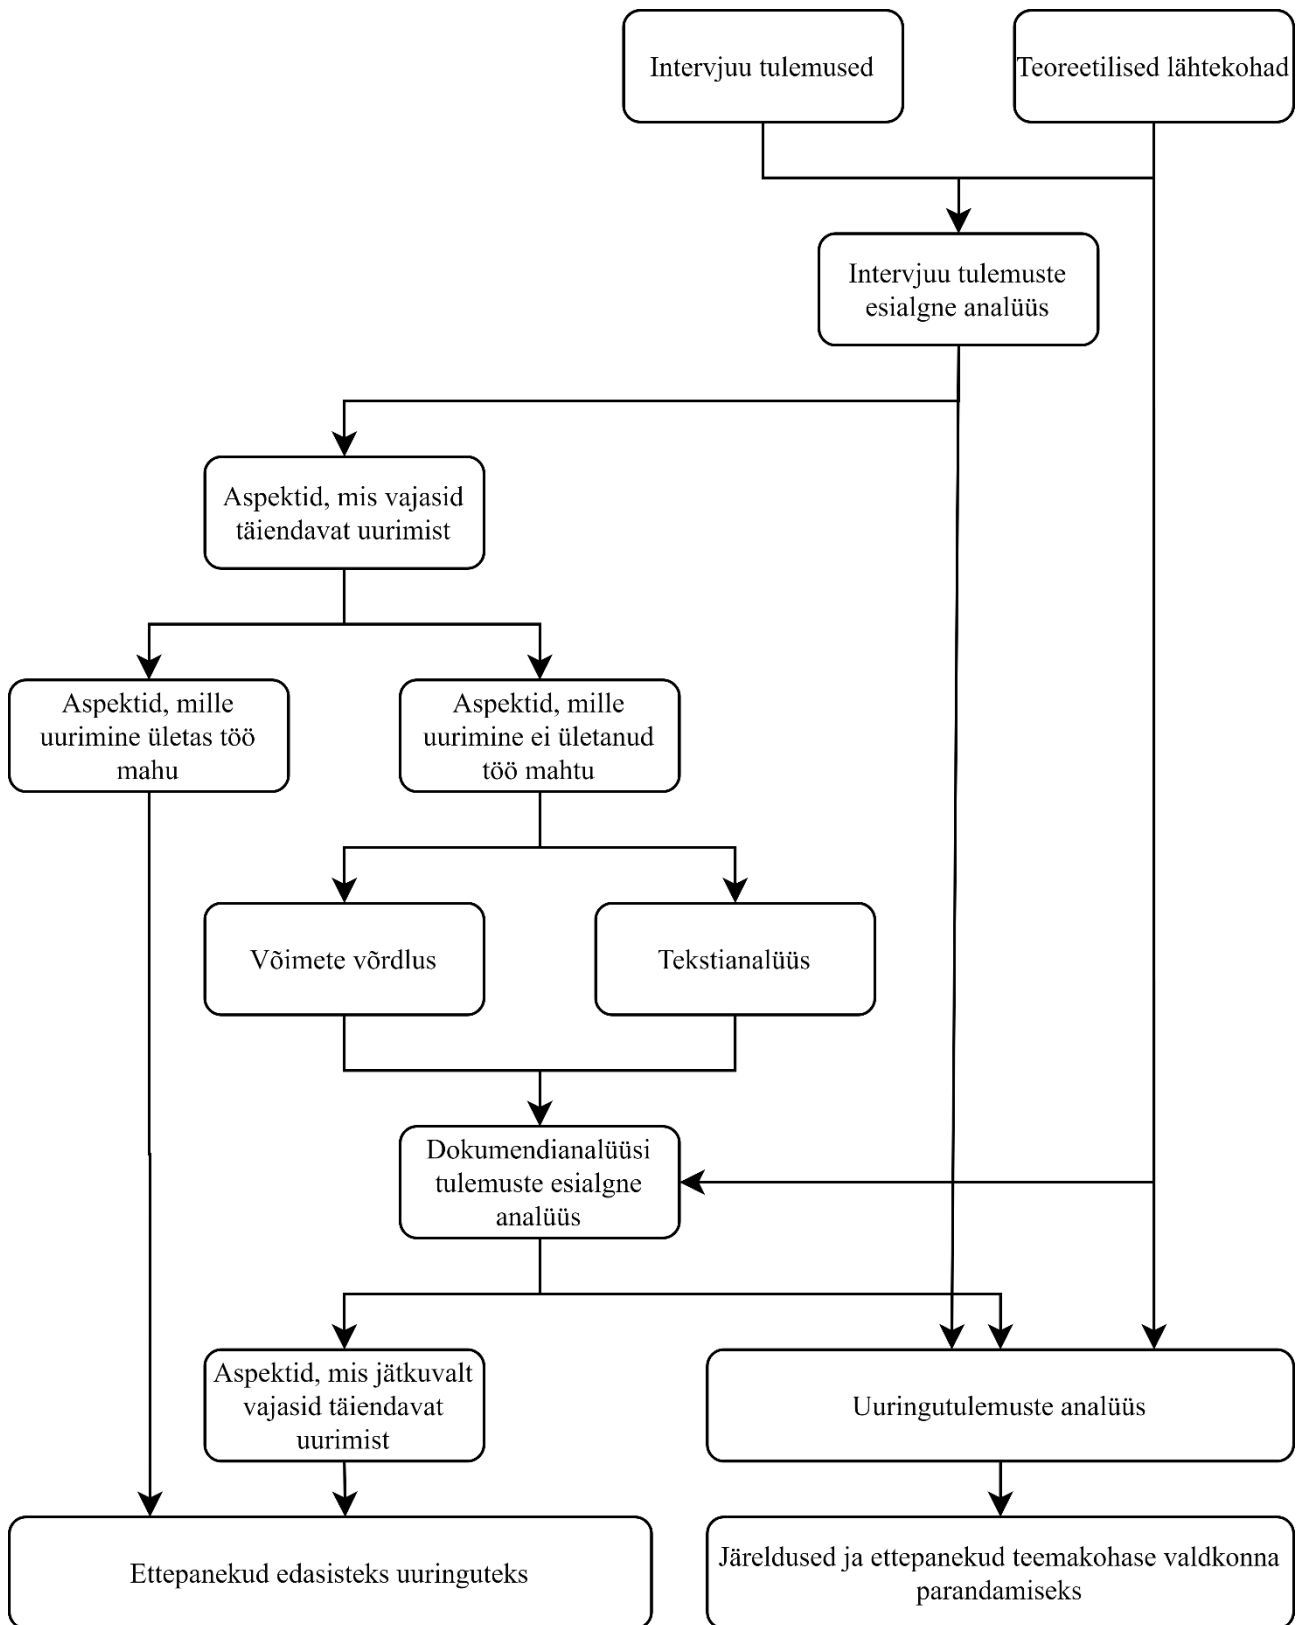 Intervjuu tulemused
Teoreetilised lähtekohad
Intervjuu tulemuste
esialgne analüüs
Aspektid, mis vajasid
täiendavat uurimist
Aspektid, mille
uurimine ületas töö
mahu
Aspektid, mille
uurimine ei ületanud
töö mahtu
Võimete võrdlus
Tekstianalüüs
Dokumendianalüüsi
tulemuste esialgne
analüüs
Aspektid, mis jätkuvalt
vajasid täiendavat
uurimist
Uuringutulemuste analüüs
Ettepanekud edasisteks uuringuteks
Järeldused ja ettepanekud teemakohase valdkonna
parandamiseks